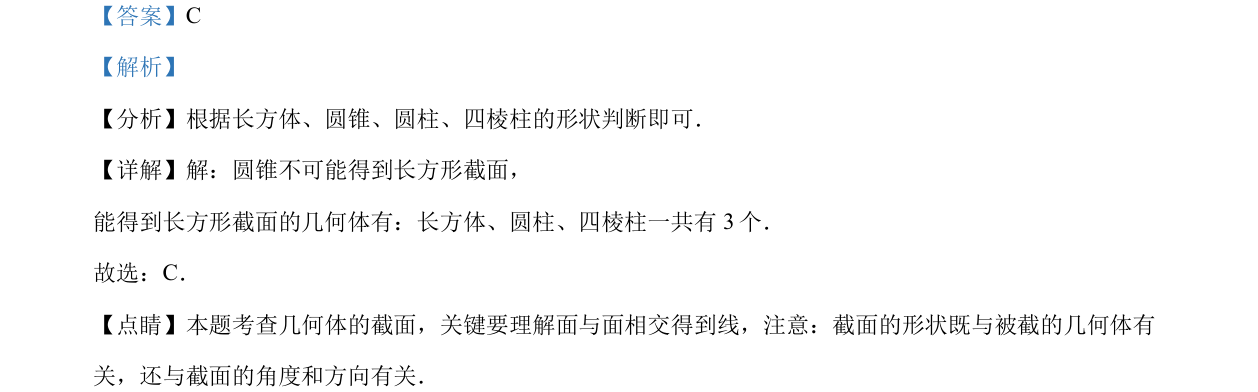 【答案】C
【解析】
【分析】根据长方体、圆锥、圆柱、四棱柱的形状判断即可．
【详解】解：圆锥不可能得到长方形截面，
能得到长方形截面的几何体有：长方体、圆柱、四棱柱一共有 3 个．
故选：C．
【点睛】本题考查几何体的截面，关键要理解面与面相交得到线，注意：截面的形状既与被截的几何体有
关，还与截面的角度和方向有关．